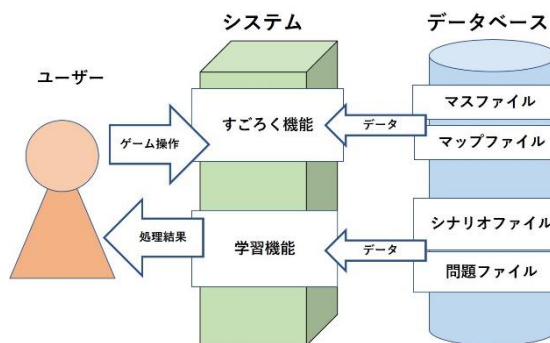 システム
データベース
ユーザー
マスファイル
すごろく機能
データ
ゲーム操作
マップファイル
シナリオファイル
処理結果
学習機能
データ
問題ファイル